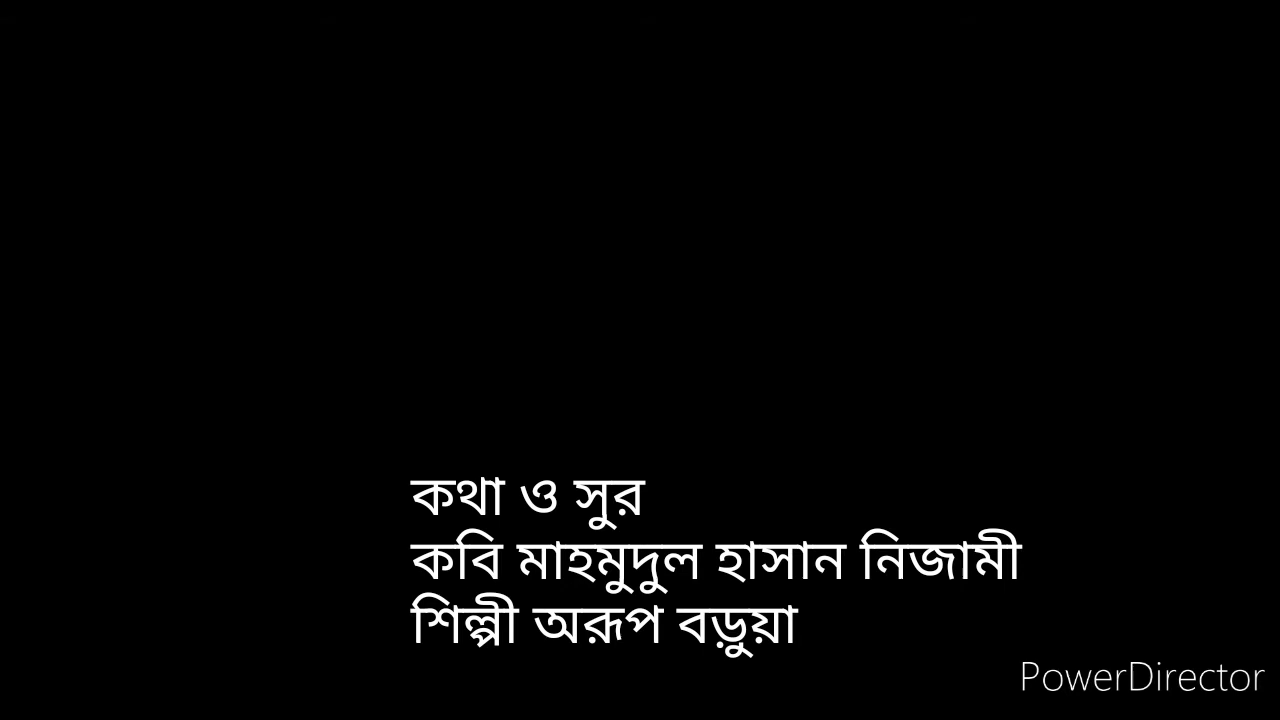 কথা ও সুর
কবি মাহমুদুল হাসান নিজামী
শিল্পী অরূপ বড়ুয়া
PowerDirector